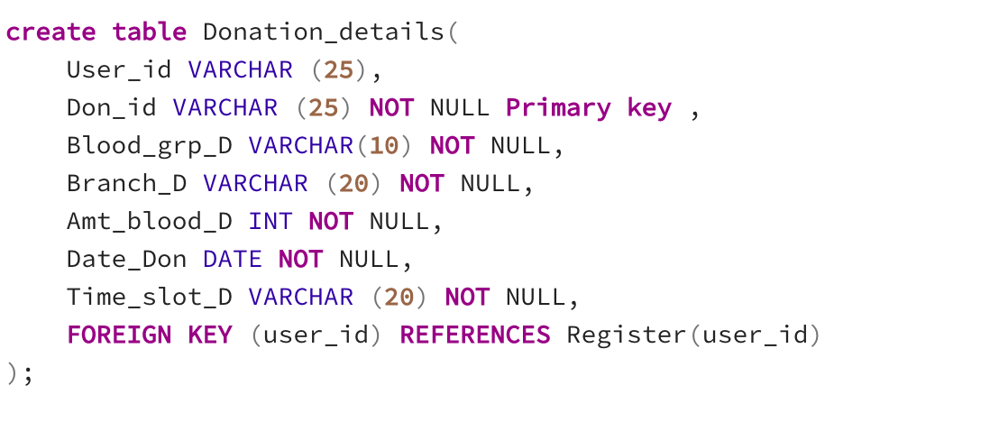 create table Donation_details(
    User_id VARCHAR (25),
    Don_id VARCHAR (25) NOT NULL Primary key ,
    Blood_grp_D VARCHAR(10) NOT NULL,
    Branch_D VARCHAR (20) NOT NULL,
    Amt_blood_D INT NOT NULL,
    Date_Don DATE NOT NULL,
    Time_slot_D VARCHAR (20) NOT NULL,
    FOREIGN KEY (user_id) REFERENCES Register(user_id)
);